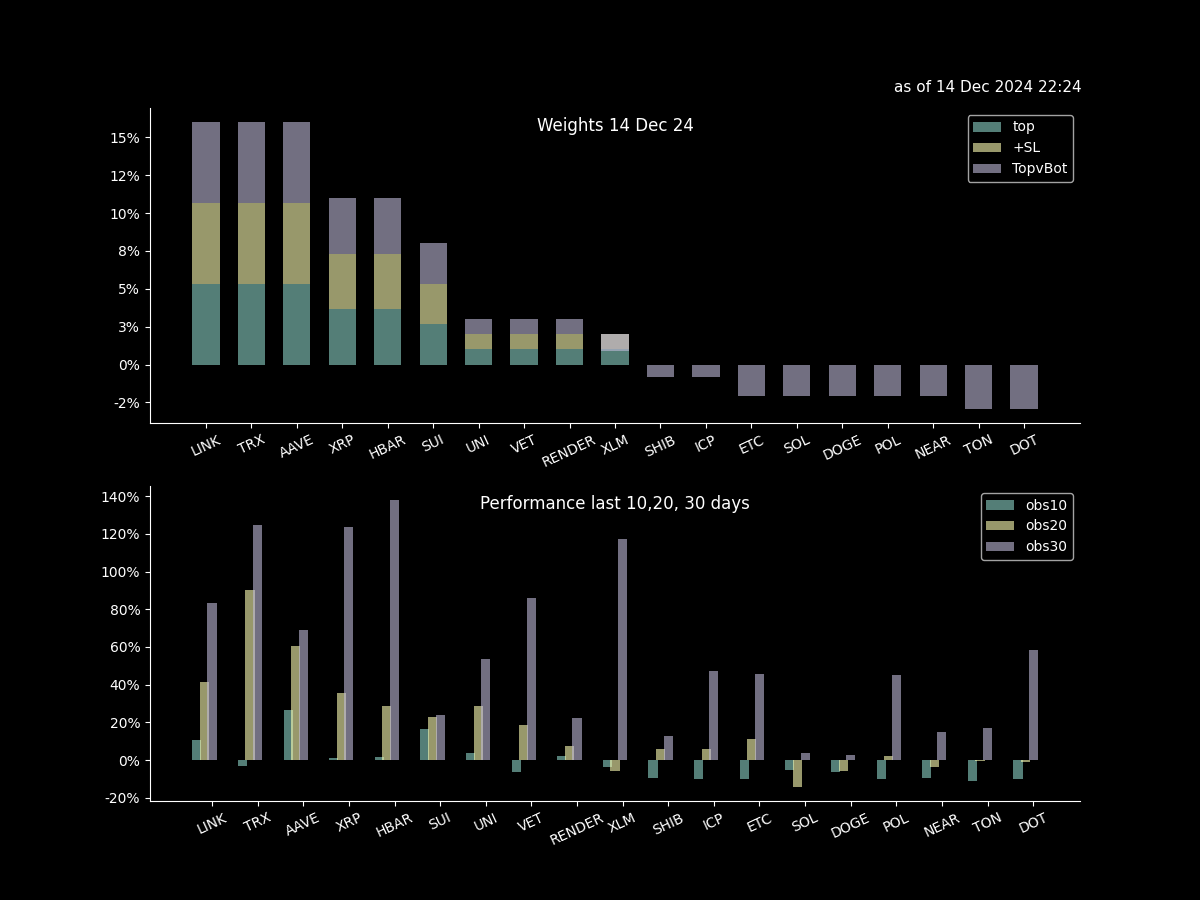 as of 14 Dec 2024 22:24
Weights 14 Dec 24
top
+SL
TopvBot
15%
12%
10%
8%
5%
3%
0%
-2%
LINK TRX AAVE XRP HBAR SUI UNI VET RENDER XLM SHIB ICP ETC SOL DOGE POL NEAR TON DOT
Performance last 10,20, 30 days
obs10
obs20
obs30
140%
120%
100%
80%
60%
40%
20%
0%
-20%
LINK TRX AAVE XRP HBAR SUI UNI VET RENDER XLM SHIB ICP ETC SOL DOGE POL NEAR TON DOT